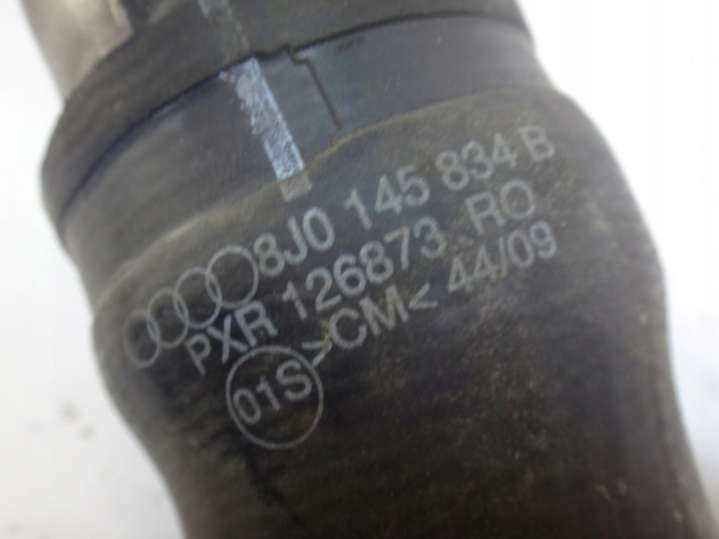 8J0 145 834 B
PXR 126873 RO
01S >CM< 44/09